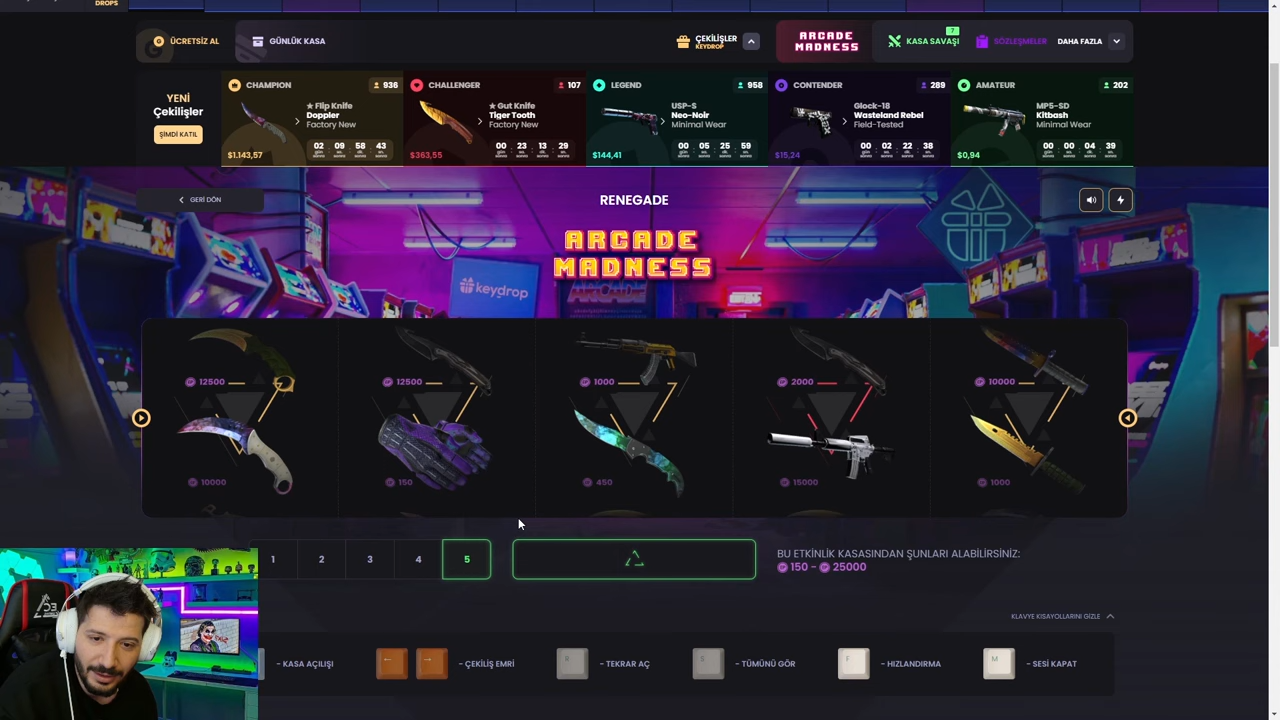 DROPS
ÜCRETSİZ AL
GÜNLÜK KASA
ÇEKİLİŞLER
KEYDROP
ARCADE
MADNESS
7
KASA SAVAŞI
SÖZLEŞMELER
DAHA FAZLA
YENİ
Çekilişler
ŞİMDİ KATIL
CHAMPION
936
★ Flip Knife
Doppler
Factory New
$1.143,57
02 09 58 43
CHALLENGER
107
★ Gut Knife
Tiger Tooth
Factory New
$363,55
00 23 13 29
LEGEND
958
USP-S
Neo-Noir
Minimal Wear
$144,41
00 05 25 59
CONTENDER
289
Glock-18
Wasteland Rebel
Field-Tested
$15,24
00 02 22 38
AMATEUR
202
MP5-SD
Kitbash
Minimal Wear
$0,94
00 00 04 39
GERİ DÖN
RENEGADE
ARCADE
MADNESS
keydrop
ARCADE
12500
12500
1000
2000
10000
10000
150
450
15000
1000
1
2
3
4
5
BU ETKİNLİK KASASINDAN ŞUNLARI ALABİLİRSİNİZ:
150 - 25000
KLAVYE KISAYOLLARINI GİZLE
- KASA AÇILIŞI
← → - ÇEKİLİŞ EMRİ
R - TEKRAR AÇ
S - TÜMÜNÜ GÖR
F - HIZLANDIRMA
M - SESİ KAPAT